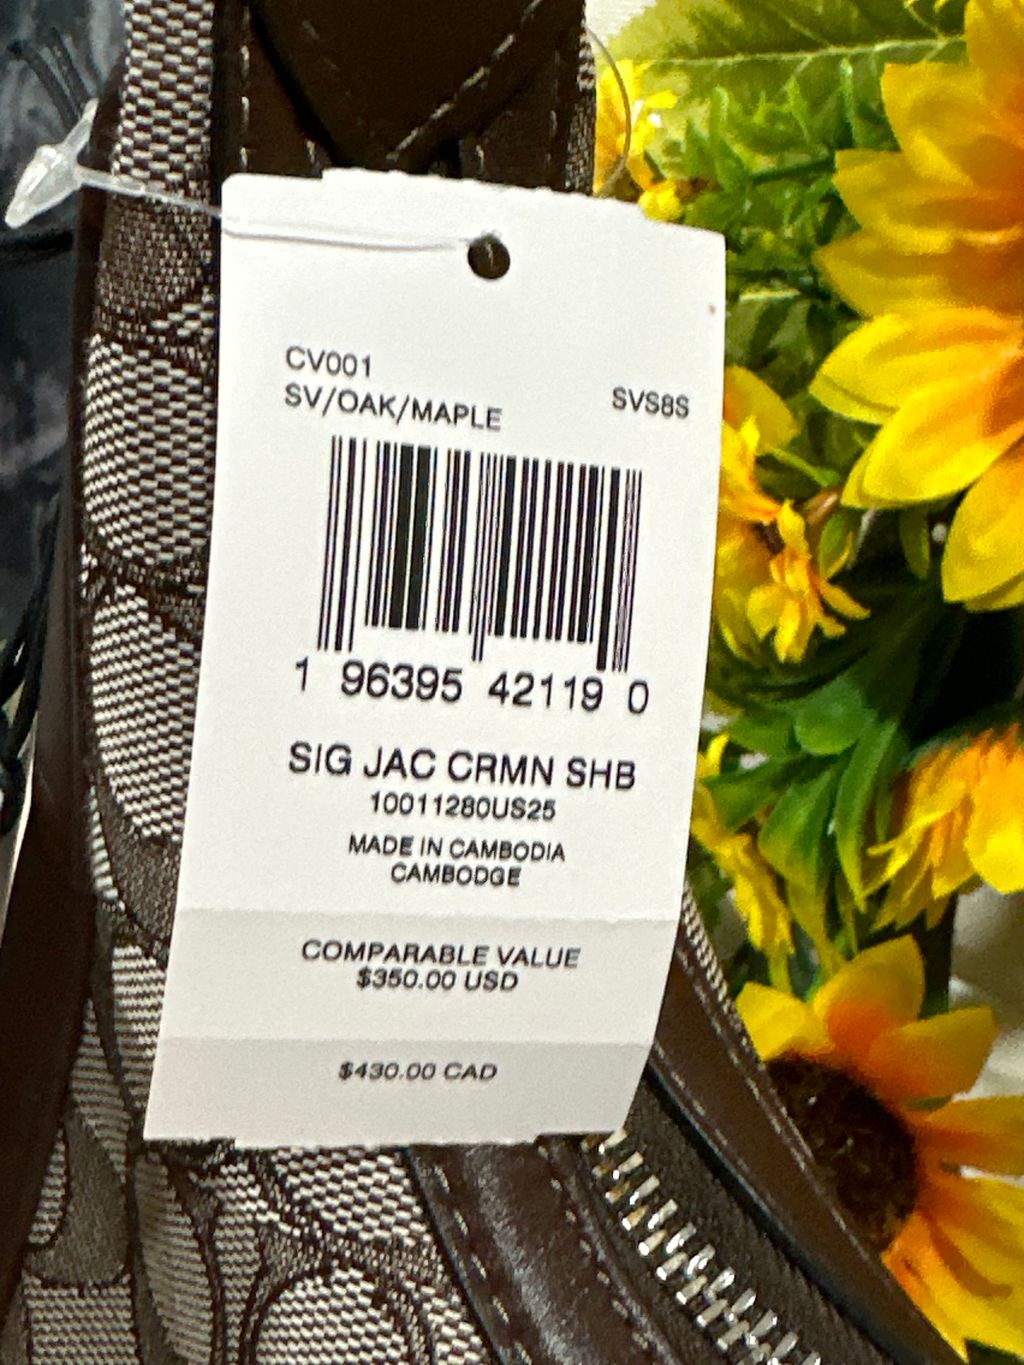 CV001
SV/OAK/MAPLE SVS8S
1 96395 42119 0
SIG JAC CRMN SHB
10011280US25
MADE IN CAMBODIA
CAMBODGE
COMPARABLE VALUE
$350.00 USD
$430.00 CAD